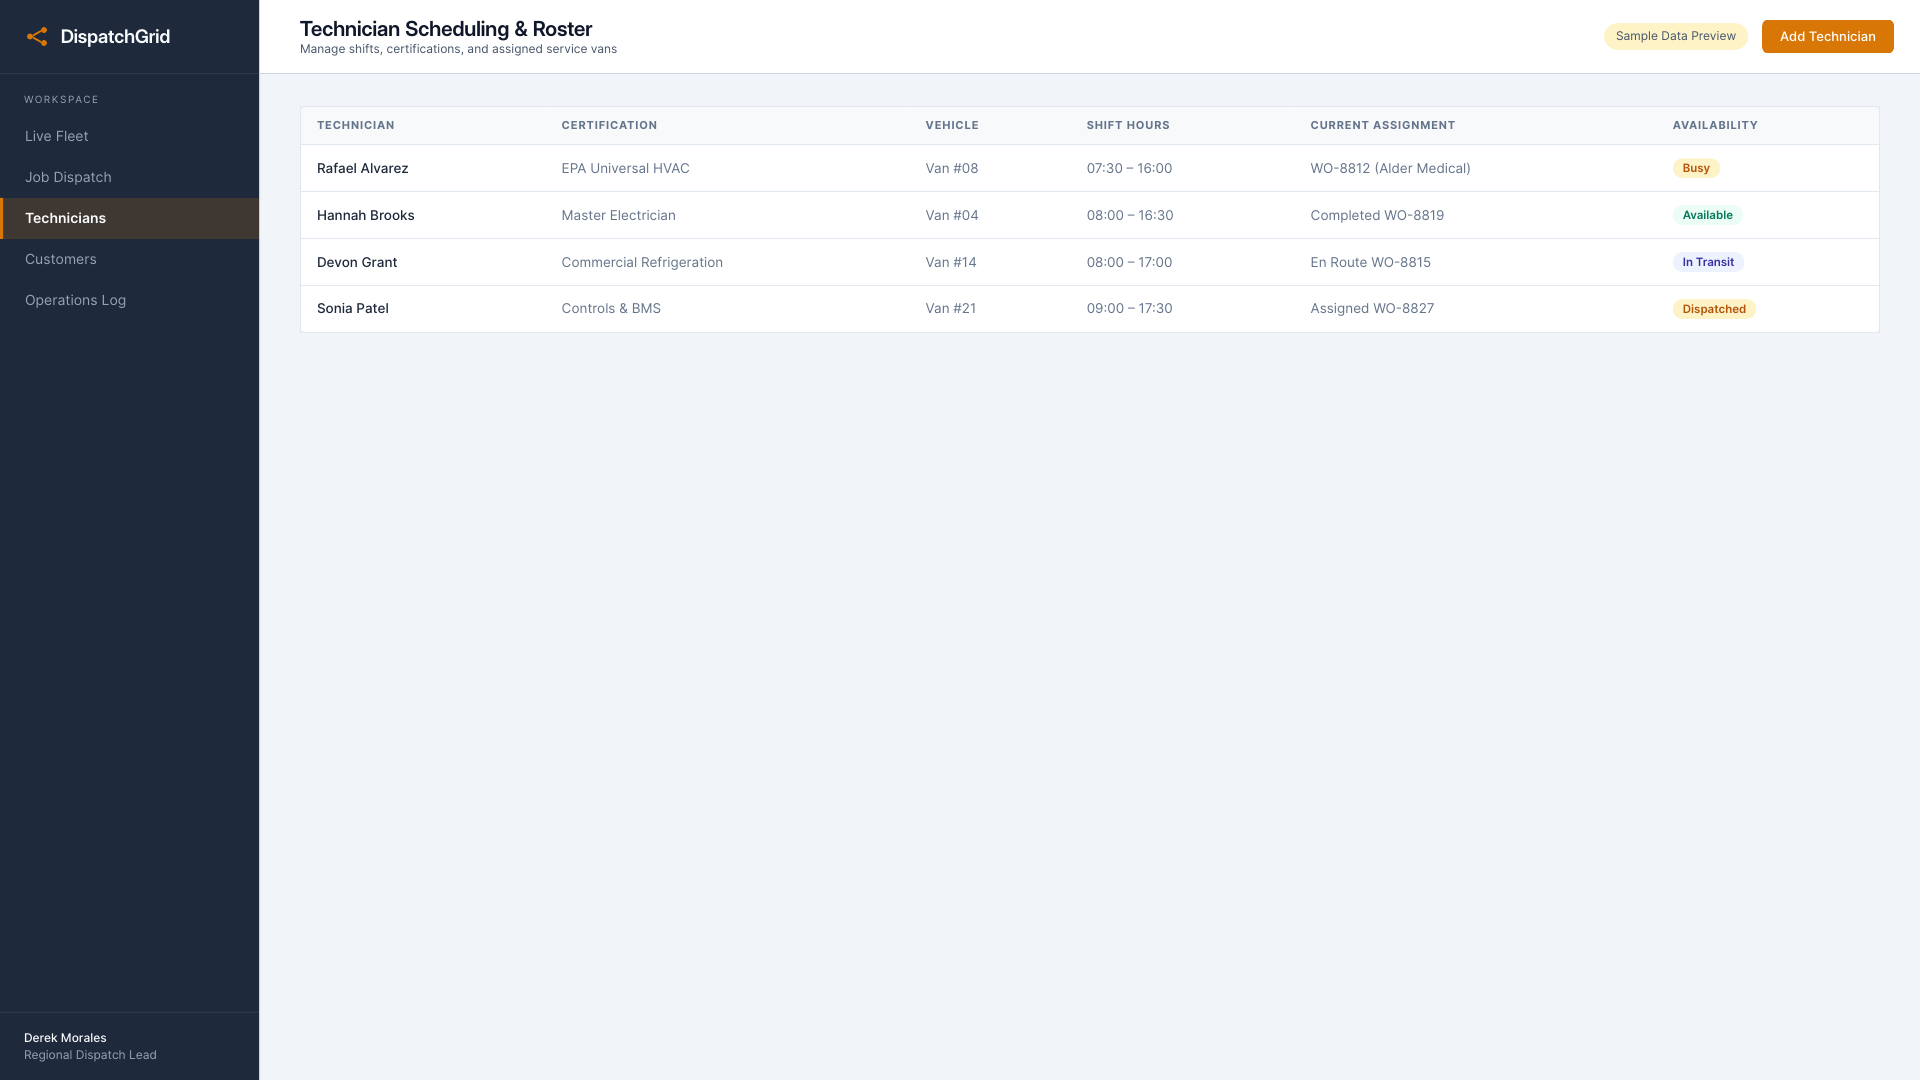 DispatchGrid
WORKSPACE
Live Fleet
Job Dispatch
Technicians
Customers
Operations Log
Derek Morales
Regional Dispatch Lead
Technician Scheduling & Roster
Manage shifts, certifications, and assigned service vans
Sample Data Preview
Add Technician
TECHNICIAN CERTIFICATION VEHICLE SHIFT HOURS CURRENT ASSIGNMENT AVAILABILITY
Rafael Alvarez EPA Universal HVAC Van #08 07:30 – 16:00 WO-8812 (Alder Medical) Busy
Hannah Brooks Master Electrician Van #04 08:00 – 16:30 Completed WO-8819 Available
Devon Grant Commercial Refrigeration Van #14 08:00 – 17:00 En Route WO-8815 In Transit
Sonia Patel Controls & BMS Van #21 09:00 – 17:30 Assigned WO-8827 Dispatched